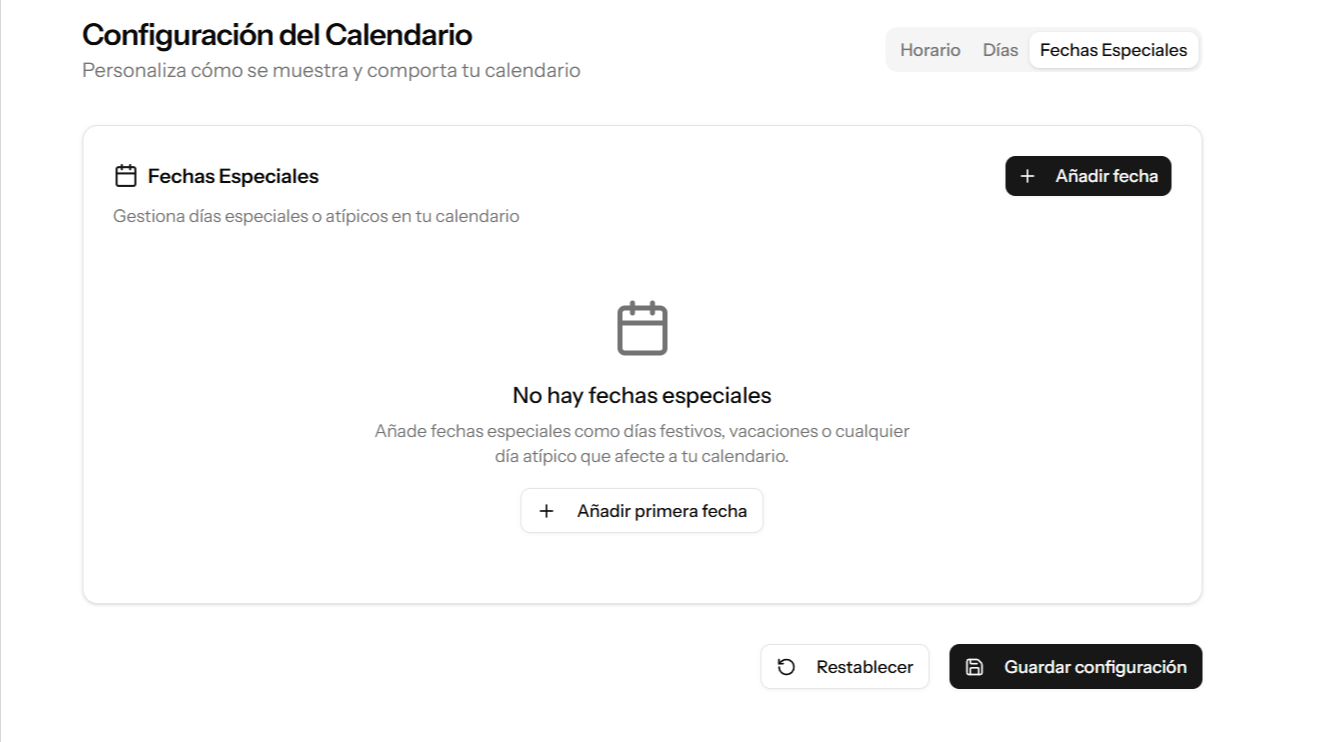 Configuración del Calendario
Personaliza cómo se muestra y comporta tu calendario
Horario Días Fechas Especiales
Fechas Especiales
Añadir fecha
Gestiona días especiales o atípicos en tu calendario
No hay fechas especiales
Añade fechas especiales como días festivos, vacaciones o cualquier
día atípico que afecte a tu calendario.
Añadir primera fecha
Restablecer
Guardar configuración